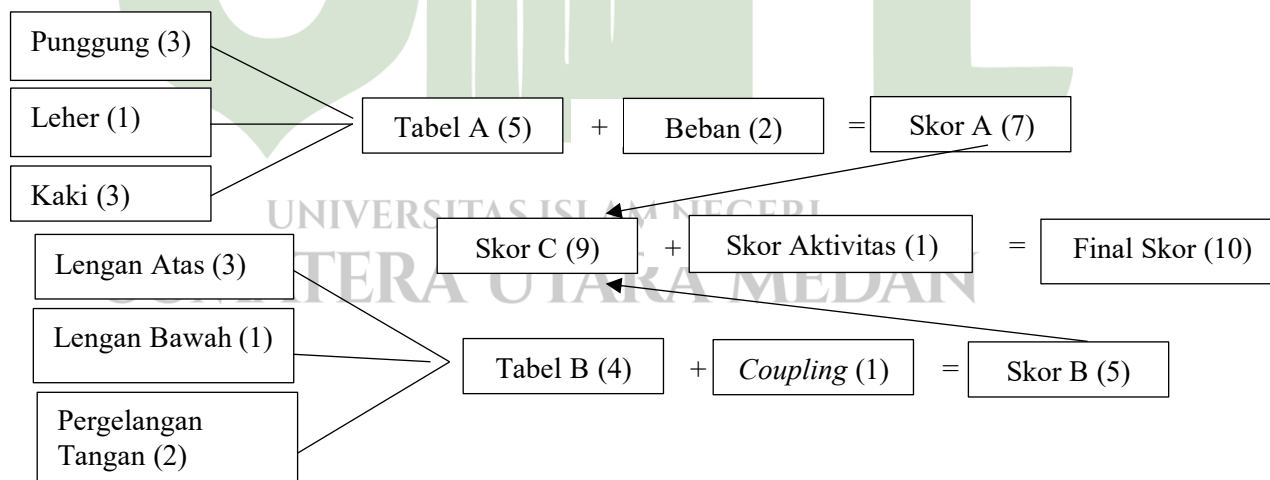 Punggung (3)
Leher (1)
Kaki (3)
Tabel A (5) + Beban (2) = Skor A (7)
UNIVERSITAS ISLAM NEGERI
SUMATERA UTARA MEDAN
Skor C (9) + Skor Aktivitas (1) = Final Skor (10)
Lengan Atas (3)
Lengan Bawah (1)
Pergelangan
Tangan (2)
Tabel B (4) + Coupling (1) = Skor B (5)